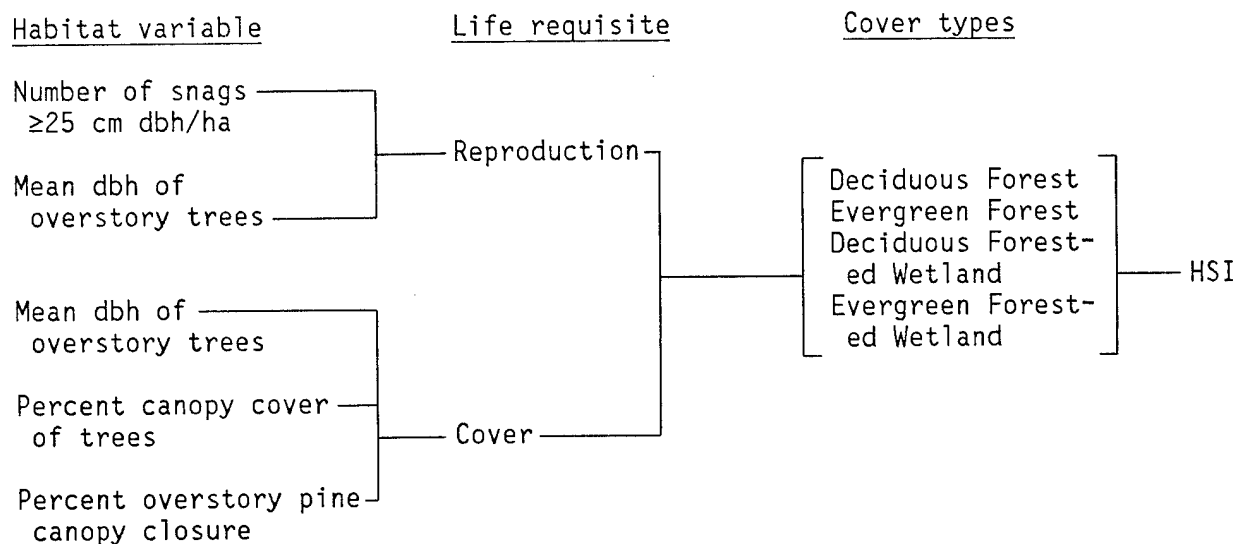 Habitat variable
Life requisite
Cover types
Number of snags
≥25 cm dbh/ha
Mean dbh of
overstory trees
Reproduction
Mean dbh of
overstory trees
Percent canopy cover
of trees
Percent overstory pine
canopy closure
Cover
Deciduous Forest
Evergreen Forest
Deciduous Forest-
ed Wetland
Evergreen Forest-
ed Wetland
HSI